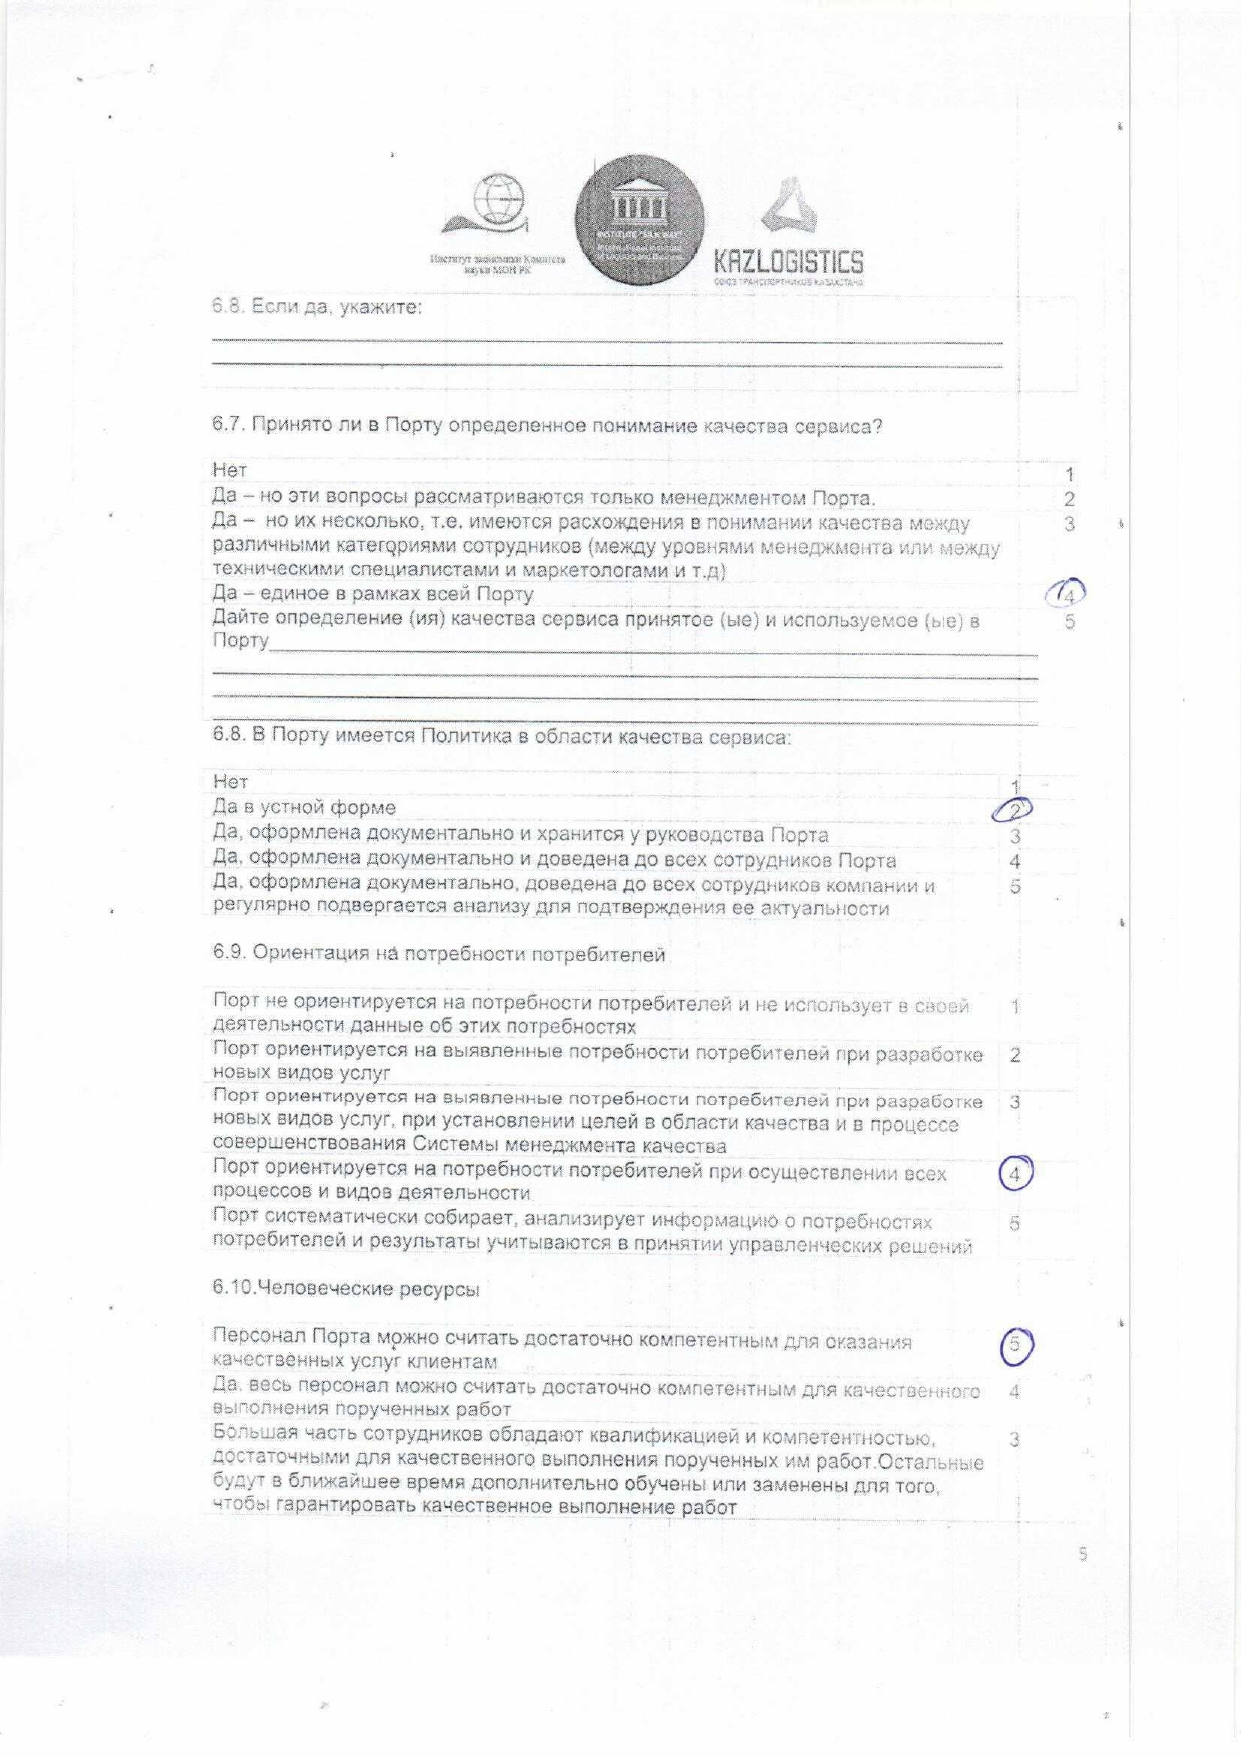 Институт экономики Комитета
науки МОН РК
INSTITUTE "SILK WAY"
KAZLOGISTICS
СОЮЗ ТРАНСПОРТНИКОВ КАЗАХСТАНА
6.8. Если да, укажите:
6.7. Принято ли в Порту определенное понимание качества сервиса?
Нет 1
Да – но эти вопросы рассматриваются только менеджментом Порта. 2
Да – но их несколько, т.е. имеются расхождения в понимании качества между 3
различными категориями сотрудников (между уровнями менеджмента или между
техническими специалистами и маркетологами и т.д)
Да – единое в рамках всей Порту 4
Дайте определение (ия) качества сервиса принятое (ые) и используемое (ые) в 5
Порту
6.8. В Порту имеется Политика в области качества сервиса:
Нет 1
Да в устной форме 2
Да, оформлена документально и хранится у руководства Порта 3
Да, оформлена документально и доведена до всех сотрудников Порта 4
Да, оформлена документально, доведена до всех сотрудников компании и 5
регулярно подвергается анализу для подтверждения ее актуальности
6.9. Ориентация на потребности потребителей
Порт не ориентируется на потребности потребителей и не использует в своей 1
деятельности данные об этих потребностях
Порт ориентируется на выявленные потребности потребителей при разработке 2
новых видов услуг
Порт ориентируется на выявленные потребности потребителей при разработке 3
новых видов услуг, при установлении целей в области качества и в процессе
совершенствования Системы менеджмента качества
Порт ориентируется на потребности потребителей при осуществлении всех 4
процессов и видов деятельности
Порт систематически собирает, анализирует информацию о потребностях 5
потребителей и результаты учитываются в принятии управленческих решений
6.10.Человеческие ресурсы
Персонал Порта можно считать достаточно компетентным для оказания 5
качественных услуг клиентам
Да, весь персонал можно считать достаточно компетентным для качественного 4
выполнения порученных работ
Большая часть сотрудников обладают квалификацией и компетентностью, 3
достаточными для качественного выполнения порученных им работ.Остальные
будут в ближайшее время дополнительно обучены или заменены для того,
чтобы гарантировать качественное выполнение работ
5